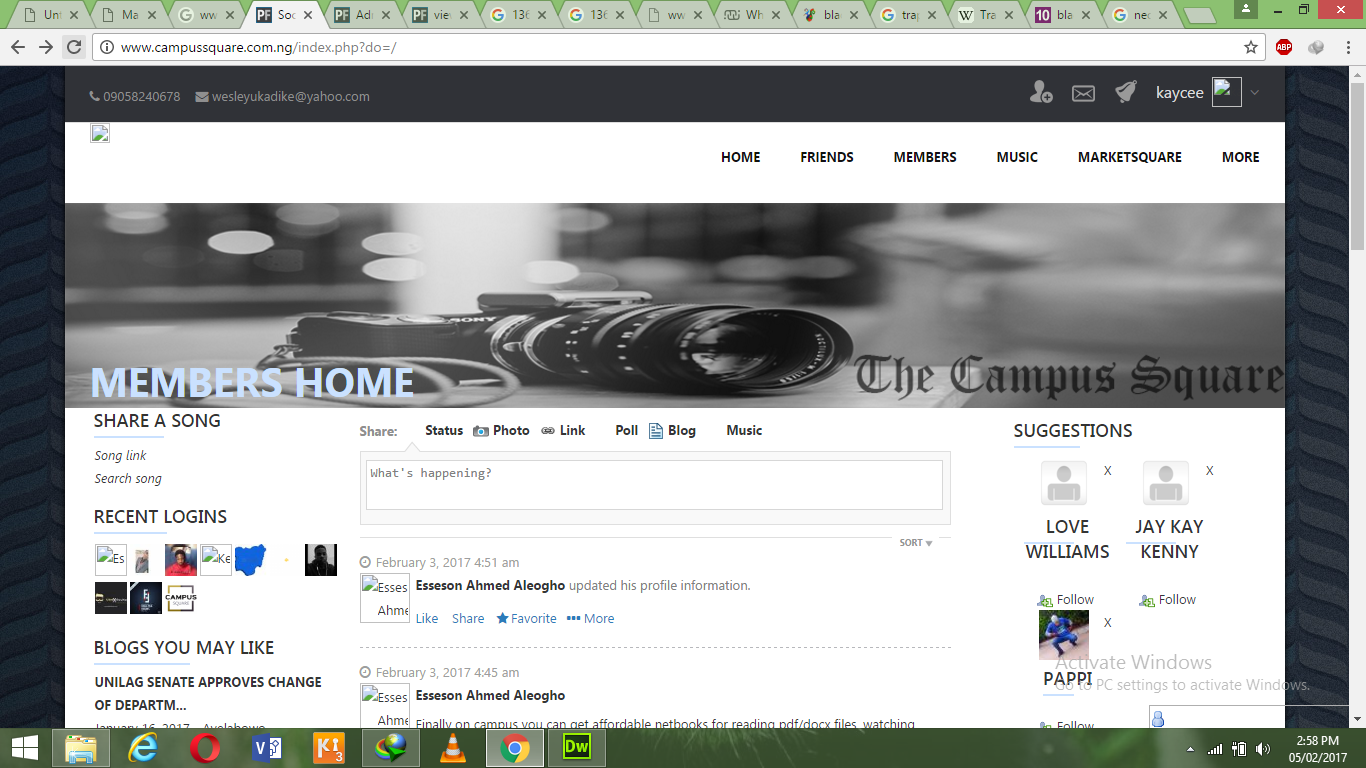 Unt
Ma
ww
Soc
Adr
viev
136
136
ww
Wh
bla
trap
Tra
bla
nec
www.campussquare.com.ng/index.php?do=/
ABP
09058240678 wesleyukadike@yahoo.com
kaycee
HOME FRIENDS MEMBERS MUSIC MARKETSQUARE MORE
SONY
The Campus Square
MEMBERS HOME
SHARE A SONG
Song link
Search song
RECENT LOGINS
Es
Ke
CAMPUS
SQUARE
BLOGS YOU MAY LIKE
UNILAG SENATE APPROVES CHANGE
OF DEPARTM...
January 16, 2017 Ayelabowo
Share: Status Photo Link Poll Blog Music
What's happening?
SORT
February 3, 2017 4:51 am
Esses
Ahme
Esseson Ahmed Aleogho updated his profile information.
Like Share Favorite More
February 3, 2017 4:45 am
Esses
Ahme
Esseson Ahmed Aleogho
Finally on campus you can get affordable netbooks for reading pdf/docx files, watching
SUGGESTIONS
X X
LOVE
WILLIAMS
JAY KAY
KENNY
Follow Follow
X
PAPPI
Follow
Activate Windows
Go to PC settings to activate Windows.
Dw
2:58 PM
05/02/2017